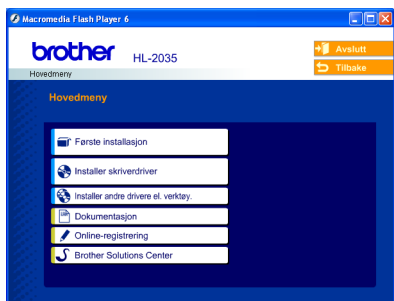 Macromedia Flash Player 6
brother HL-2035
Avslutt
Tilbake
Hovedmeny
Hovedmeny
Første installasjon
Installer skriverdriver
Installer andre drivere el. verktøy.
Dokumentasjon
Online-registrering
Brother Solutions Center